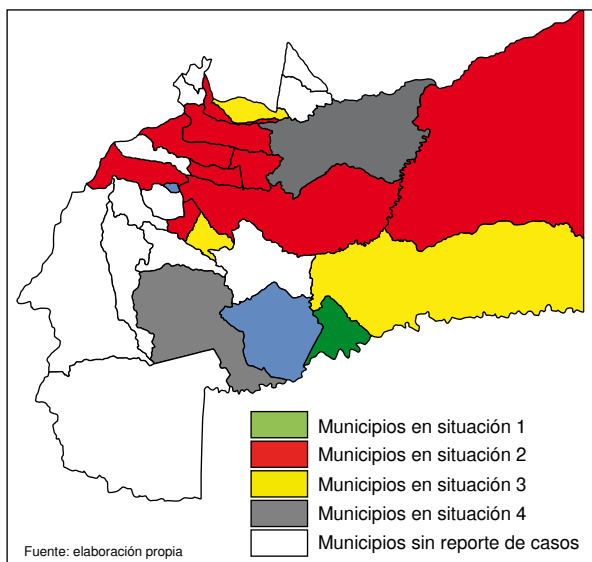 Municipios en situación 1
Municipios en situación 2
Municipios en situación 3
Municipios en situación 4
Municipios sin reporte de casos
Fuente: elaboración propia